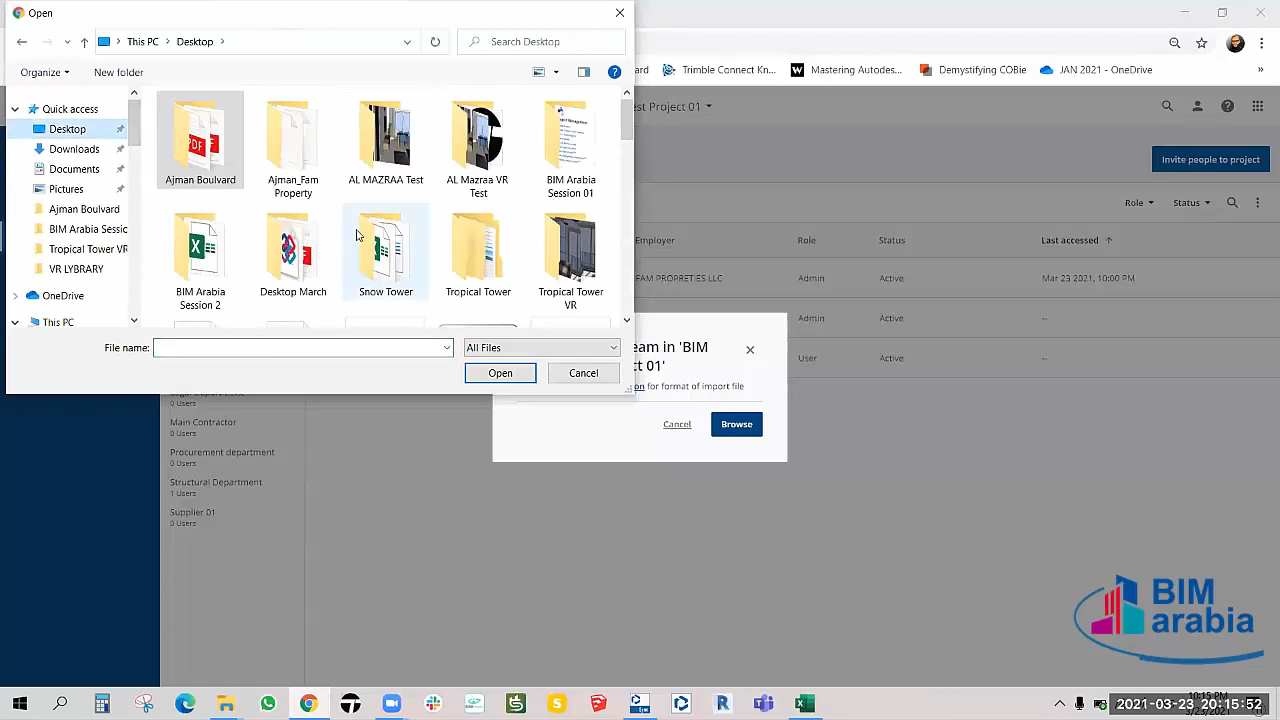 Open
This PC
Desktop
Search Desktop
Organize
New folder
Quick access
Desktop
Downloads
Documents
Pictures
Ajman Boulvard
BIM Arabia Sessic
Tropical Tower VR
VR LYBRARY
OneDrive
This PC
Ajman Boulvard
Ajman_Fam
Property
AL MAZRAA Test
AL Mazraa VR
Test
BIM Arabia
Session 01
BIM Arabia
Session 2
Desktop March
Snow Tower
Tropical Tower
Tropical Tower
VR
File name:
All Files
Open
Cancel
Trimble Connect Kn...
Mastering Autodes...
Demystifying COBie
JAN 2021 - OneDrive
est Project 01
Invite people to project
Role
Status
Employer
Role
Status
Last accessed
FAM PROPRETIES LLC
Admin
Active
Mar 23 2021, 10:00 PM
Admin
Active
--
User
Active
--
eam in 'BIM
ct 01'
on for format of import file
Cancel
Browse
0 Users
Main Contractor
0 Users
Procurement department
0 Users
Structural Department
1 Users
Supplier 01
0 Users
BIM
arabia
10:15 PM
2021-03-23 20:15:52